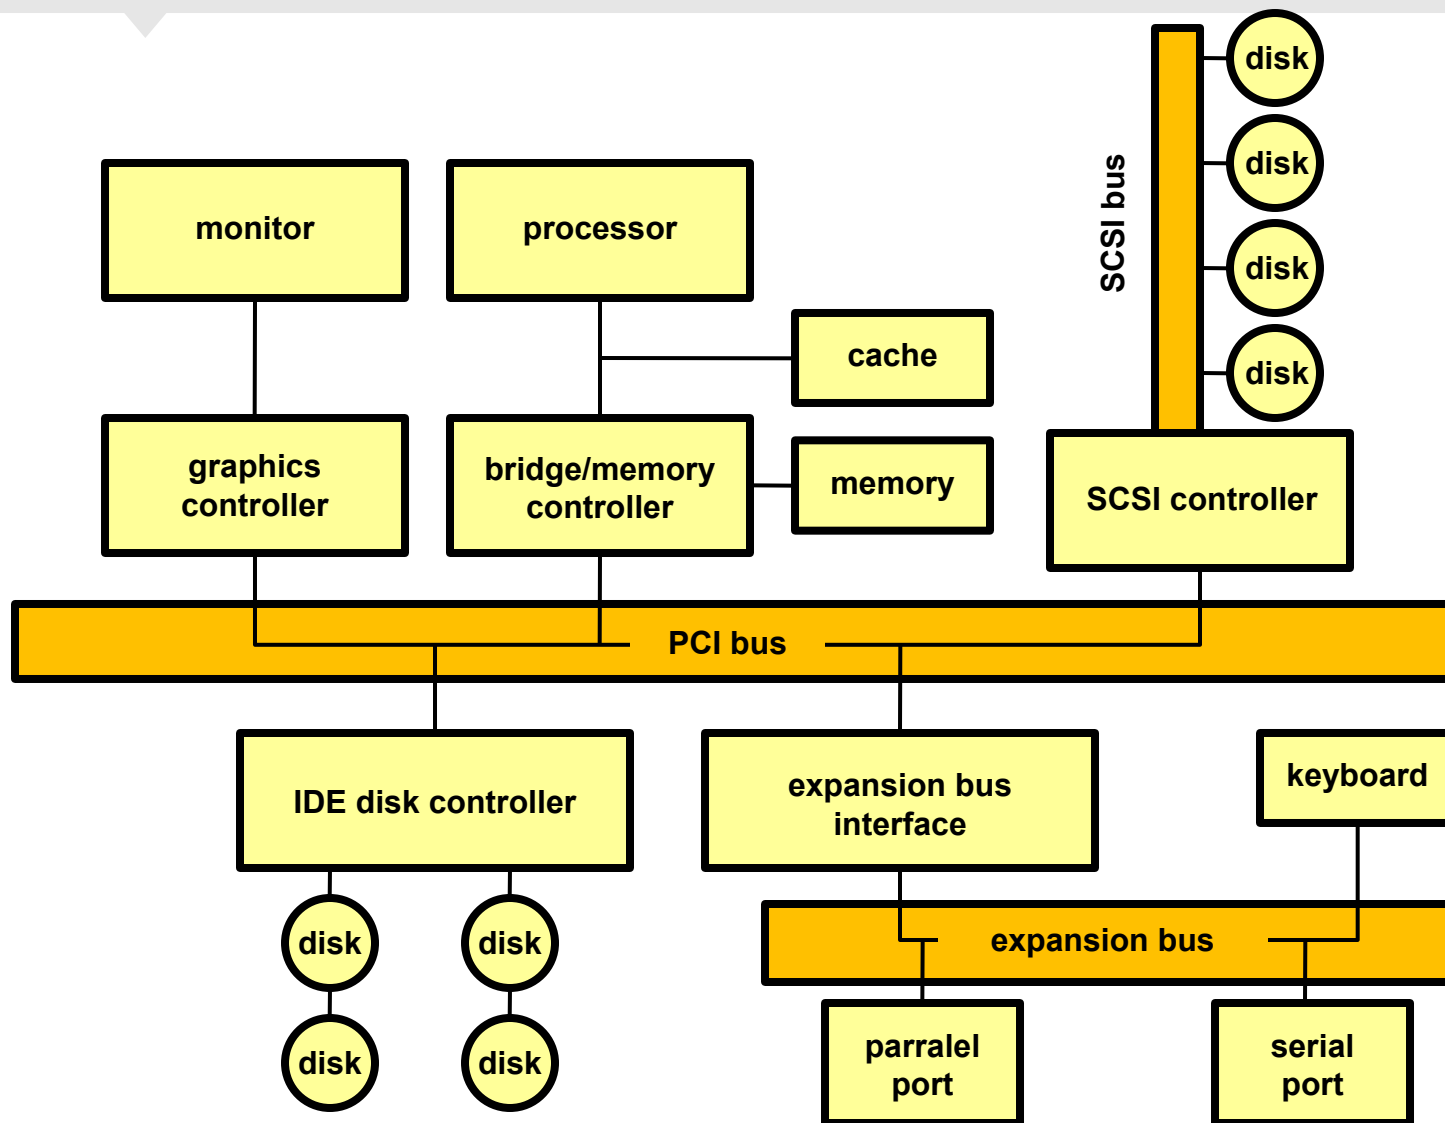 disk
disk
disk
disk
SCSI bus
monitor
processor
cache
graphics
controller
bridge/memory
controller
memory
SCSI controller
PCI bus
IDE disk controller
expansion bus
interface
keyboard
disk
disk
expansion bus
disk
disk
parralel
port
serial
port